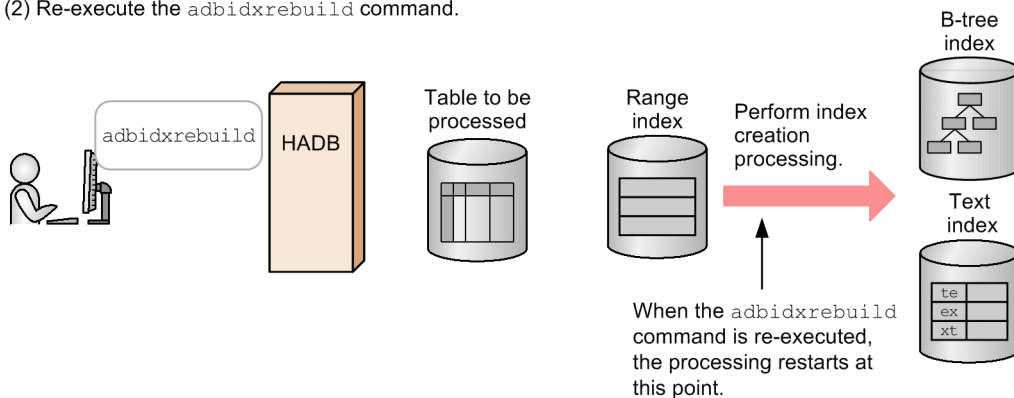 (2) Re-execute the adbidxrebuild command.
adbidxrebuild
HADB
Table to be
processed
Range
index
Perform index
creation
processing.
B-tree
index
Text
index
te
ex
xt
When the adbidxrebuild
command is re-executed,
the processing restarts at
this point.